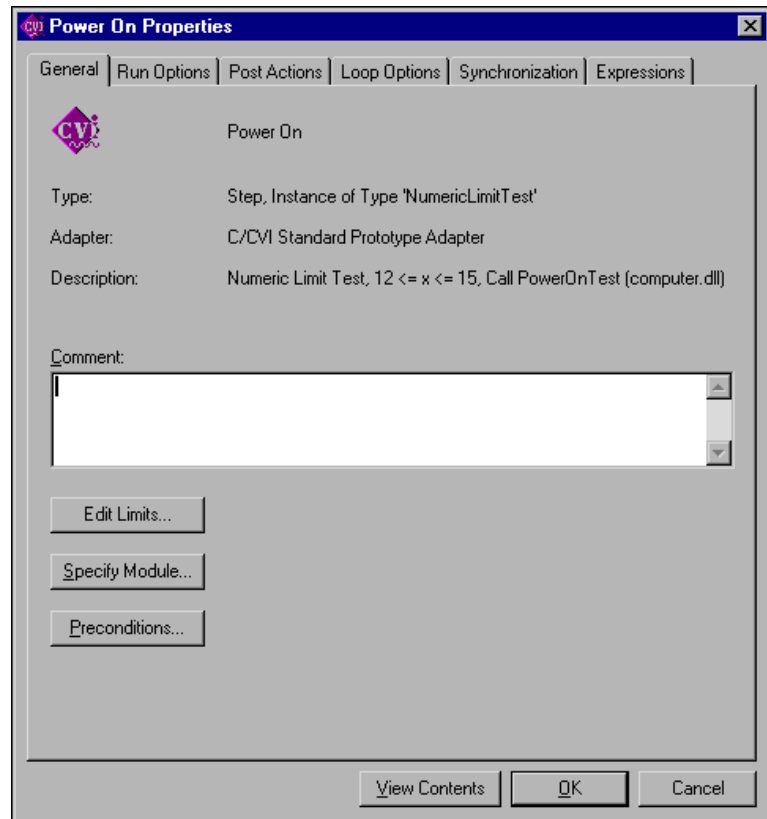 CVI Power On Properties
General Run Options Post Actions Loop Options Synchronization Expressions
CVI Power On
Type: Step, Instance of Type 'NumericLimitTest'
Adapter: C/CVI Standard Prototype Adapter
Description: Numeric Limit Test, 12 <= x <= 15, Call PowerOnTest (computer.dll)
Comment:
Edit Limits...
Specify Module...
Preconditions...
View Contents OK Cancel